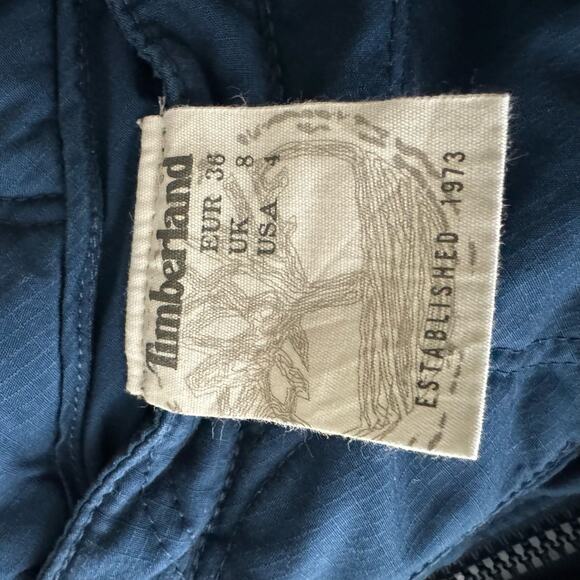 Timberland
EUR 36
UK 8
USA 4
ESTABLISHED 1973